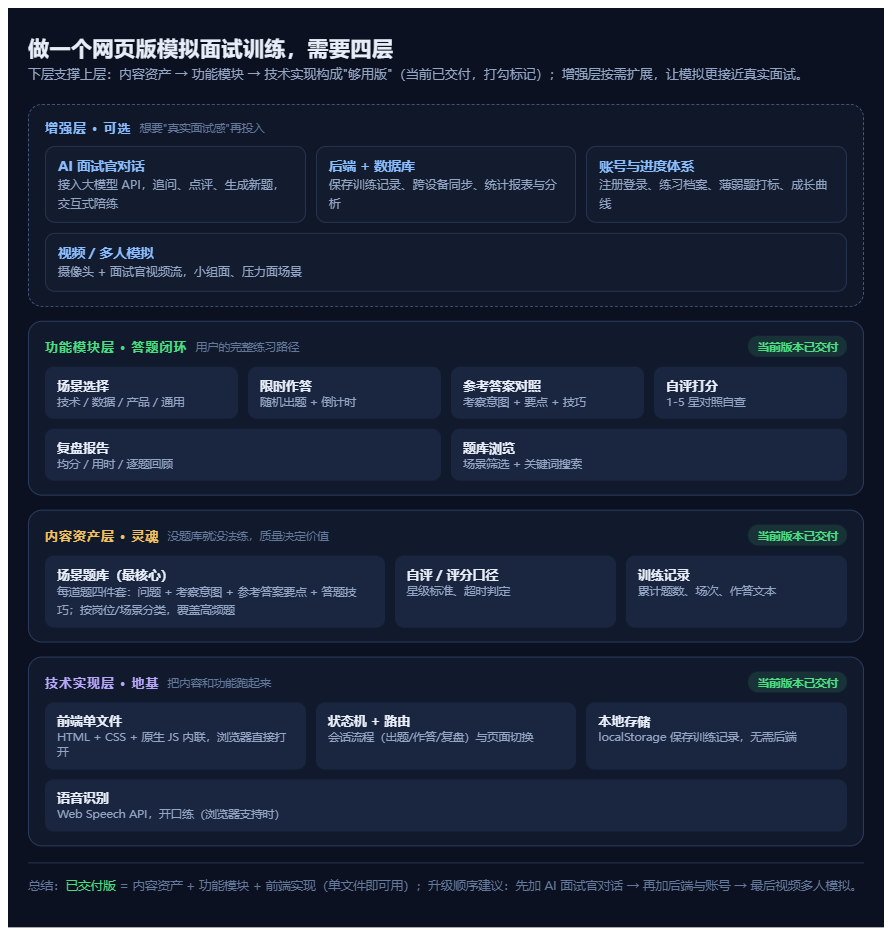 做一个网页版模拟面试训练，需要四层
下层支撑上层：内容资产 → 功能模块 → 技术实现构成"够用版"（当前已交付，打勾标记）；增强层按需扩展，让模拟更接近真实面试。
增强层 • 可选 想要"真实面试感"再投入
AI 面试官对话
接入大模型 API，追问、点评、生成新题，
交互式陪练
后端 + 数据库
保存训练记录、跨设备同步、统计报表与分
析
账号与进度体系
注册登录、练习档案、薄弱题打标、成长曲
线
视频 / 多人模拟
摄像头 + 面试官视频流，小组面、压力面场景
功能模块层 • 答题闭环 用户的完整练习路径
当前版本已交付
场景选择
技术 / 数据 / 产品 / 通用
限时作答
随机出题 + 倒计时
参考答案对照
考察意图 + 要点 + 技巧
自评打分
1-5 星对照自查
复盘报告
均分 / 用时 / 逐题回顾
题库浏览
场景筛选 + 关键词搜索
内容资产层 • 灵魂 没题库就没法练，质量决定价值
当前版本已交付
场景题库（最核心）
每道题四件套：问题 + 考察意图 + 参考答案要点 + 答题技
巧；按岗位/场景分类，覆盖高频题
自评 / 评分口径
星级标准、超时判定
训练记录
累计题数、场次、作答文本
技术实现层 • 地基 把内容和功能跑起来
当前版本已交付
前端单文件
HTML + CSS + 原生 JS 内联，浏览器直接打
开
状态机 + 路由
会话流程（出题/作答/复盘）与页面切换
本地存储
localStorage 保存训练记录，无需后端
语音识别
Web Speech API，开口练（浏览器支持时）
总结：已交付版 = 内容资产 + 功能模块 + 前端实现（单文件即可用）；升级顺序建议：先加 AI 面试官对话 → 再加后端与账号 → 最后视频多人模拟。